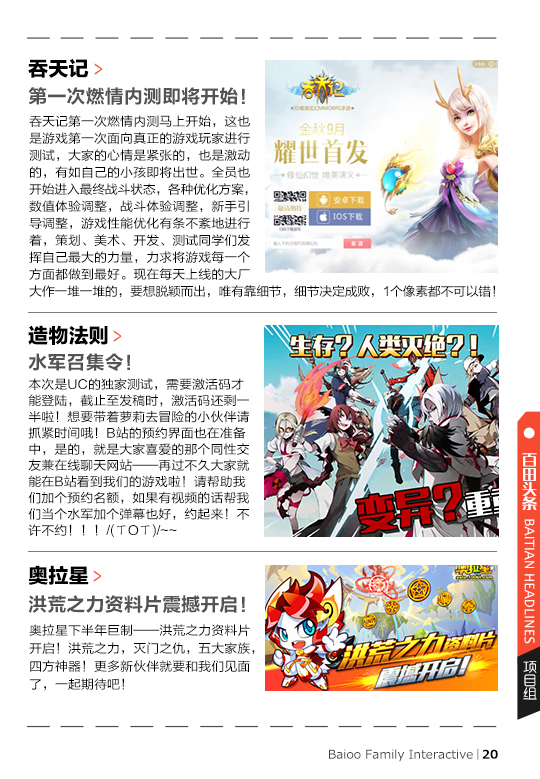 吞天记 >
第一次燃情内测即将开始！
吞天记第一次燃情内测马上开始，这也
是游戏第一次面向真正的游戏玩家进行
测试，大家的心情是紧张的，也是激动
的，有如自己的小孩即将出世。全员也
开始进入最终战斗状态，各种优化方案，
数值体验调整，战斗体验调整，新手引
导调整，游戏性能优化有条不紊地进行
着，策划、美术、开发、测试同学们发
挥自己最大的力量，力求将游戏每一个
方面都做到最好。现在每天上线的大厂
大作一堆一堆的，要想脱颖而出，唯有靠细节，细节决定成败，1个像素都不可以错！
吞天记
金秋9月
耀世首发
修仙幻世 唯美演义
安卓下载
IOS下载
造物法则 >
水军召集令！
本次是UC的独家测试，需要激活码才
能登陆，截止至发稿时，激活码还剩一
半啦！想要带着萝莉去冒险的小伙伴请
抓紧时间哦！B站的预约界面也在准备
中，是的，就是大家喜爱的那个同性交
友兼在线聊天网站——再过不久大家就
能在B站看到我们的游戏啦！请帮助我
们加个预约名额，如果有视频的话帮我
们当个水军加个弹幕也好，约起来！不
许不约！！！/(ㄒOㄒ)/~~
生存？人类灭绝？！
变异？重
奥拉星 >
洪荒之力资料片震撼开启！
奥拉星下半年巨制——洪荒之力资料片
开启！洪荒之力，灭门之仇，五大家族，
四方神器！更多新伙伴就要和我们见面
了，一起期待吧！
奥拉星
洪荒之力资料片
震撼开启！
百田头条
BAITIAN HEADLINES
项目组
Baioo Family Interactive | 20